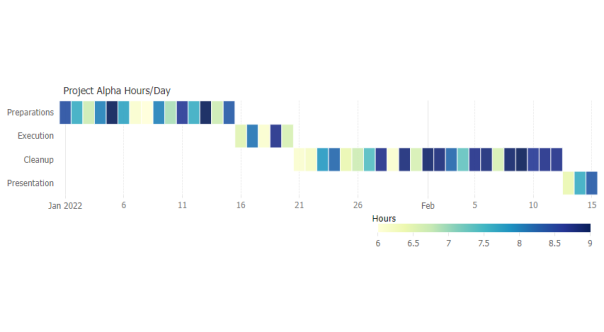 Project Alpha Hours/Day
Preparations
Execution
Cleanup
Presentation
Jan 2022 6 11 16 21 26 Feb 5 10 15
Hours
6 6.5 7 7.5 8 8.5 9